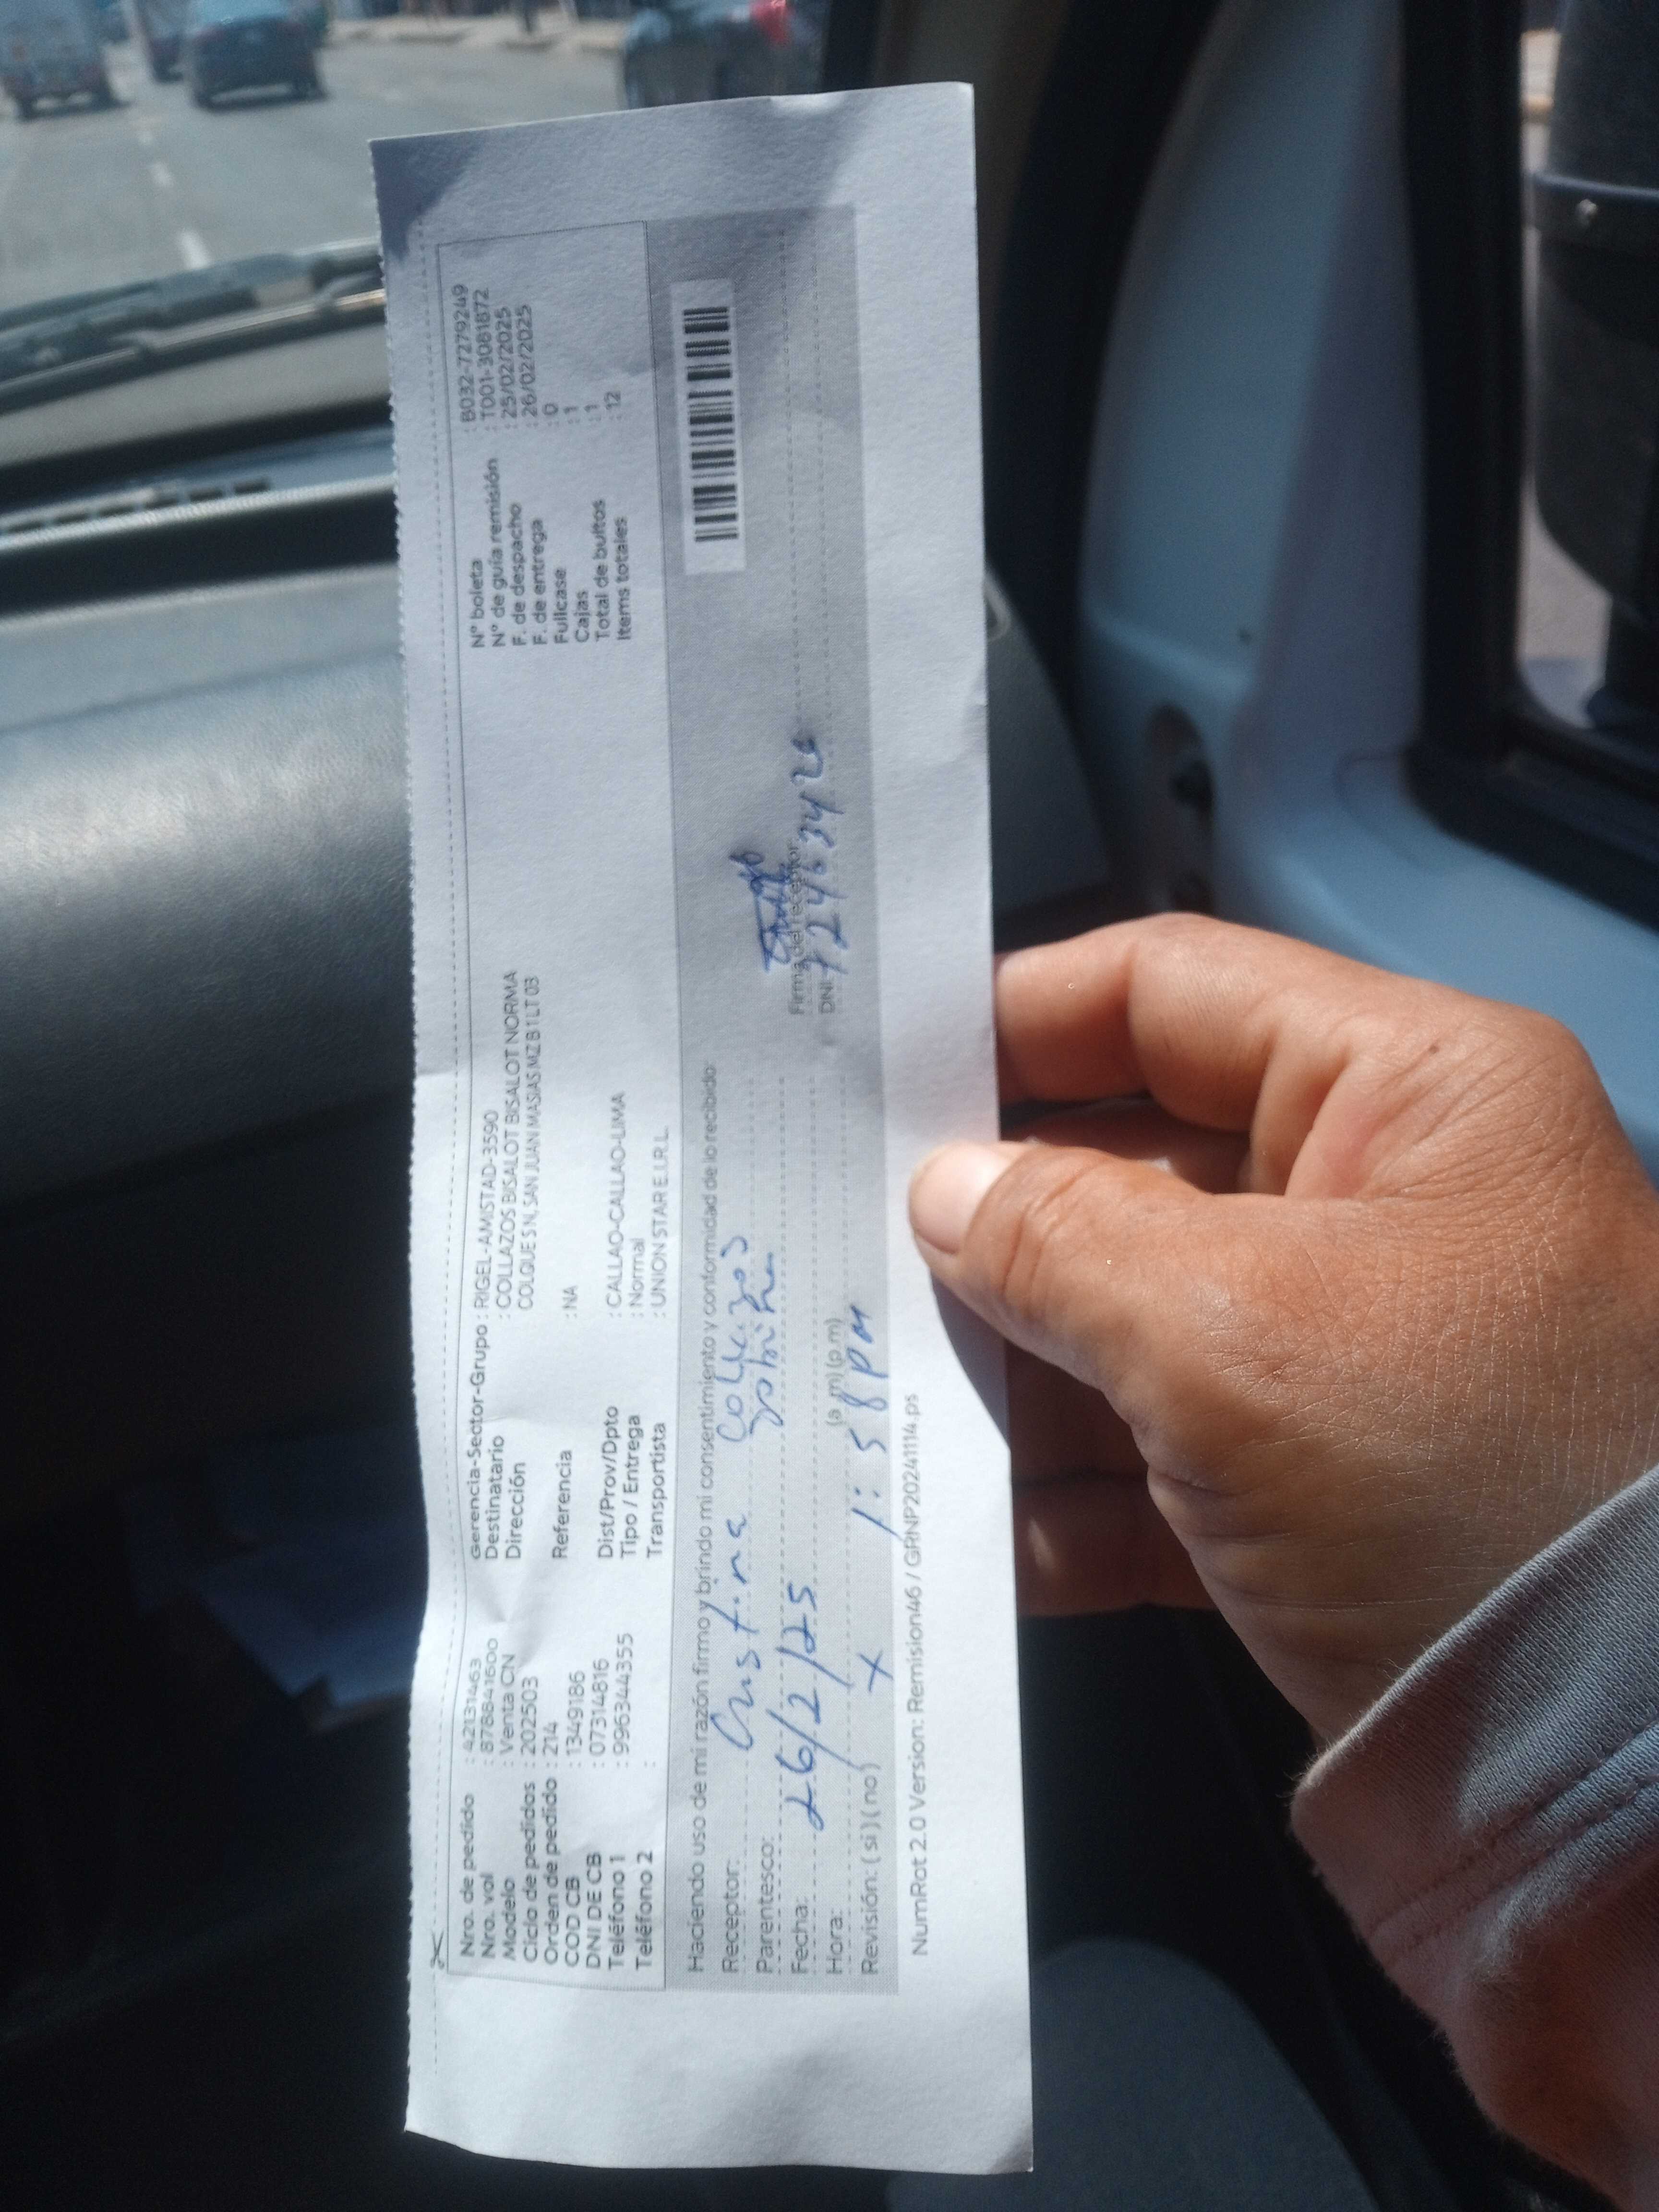 Nro. de pedido : 42131463
Nro. vol : 878841600
Modelo : Venta CN
Ciclo de pedidos : 202503
Orden de pedido : 214
COD CB : 1349186
DNI DE CB : 07314816
Teléfono 1 : 996344355
Teléfono 2 :
Gerencia-Sector-Grupo : RIGEL-AMISTAD-3590
Destinatario : COLLAZOS BISALOT BISALOT NORMA
Dirección COLQUE S N, SAN JUAN MASIAS MZ B 1 LT 03
Referencia : NA
Dist/Prov/Dpto : CALLAO-CALLAO-LIMA
Tipo / Entrega : Normal
Transportista : UNION STAR E.I.R.L.
N° boleta : B032-7279249
N° de guía remisión : T001-3081872
F. de despacho : 25/02/2025
F. de entrega : 26/02/2025
Fullcase : 0
Cajas : 1
Total de bultos : 1
Items totales : 12
Haciendo uso de mi razón firmo y brindo mi consentimiento y conformidad de lo recibido:
Receptor: Cristina Collazos
Parentesco:
Fecha: 26/2/25
Hora: 1:58 pm (a.m) (p.m)
Revisión: ( si ) ( no ) X
Firma del receptor
DNI:
NumRot 2.0 Version: Remision46 / GRNP20241114.ps